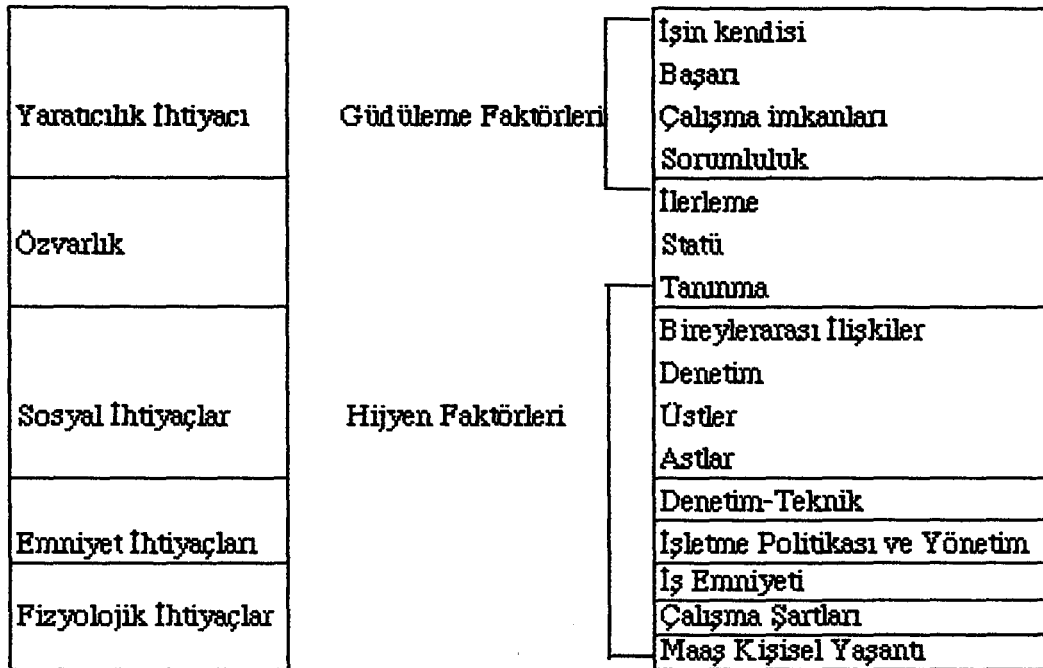 Yaratıcılık İhtiyacı
Özvarlık
Sosyal İhtiyaçlar
Emniyet İhtiyaçları
Fizyolojik İhtiyaçlar
Güdüleme Faktörleri
Hijyen Faktörleri
İşin kendisi
Başarı
Çalışma imkanları
Sorumluluk
İlerleme
Statü
Tanınma
Bireylerarası İlişkiler
Denetim
Üstler
Astlar
Denetim-Teknik
İşletme Politikası ve Yönetim
İş Emniyeti
Çalışma Şartları
Maaş Kişisel Yaşantı